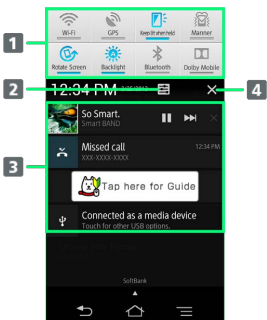 Wi-Fi GPS Keep lit when held Manner
1
Rotate Screen Backlight Bluetooth Dolby Mobile
2
12:34 PM
4
So Smart.
Smart BAND
Missed call 12:34 PM
XXX-XXXX-XXXX
3
Tap here for Guide
Connected as a media device
Touch for other USB options.
SoftBank